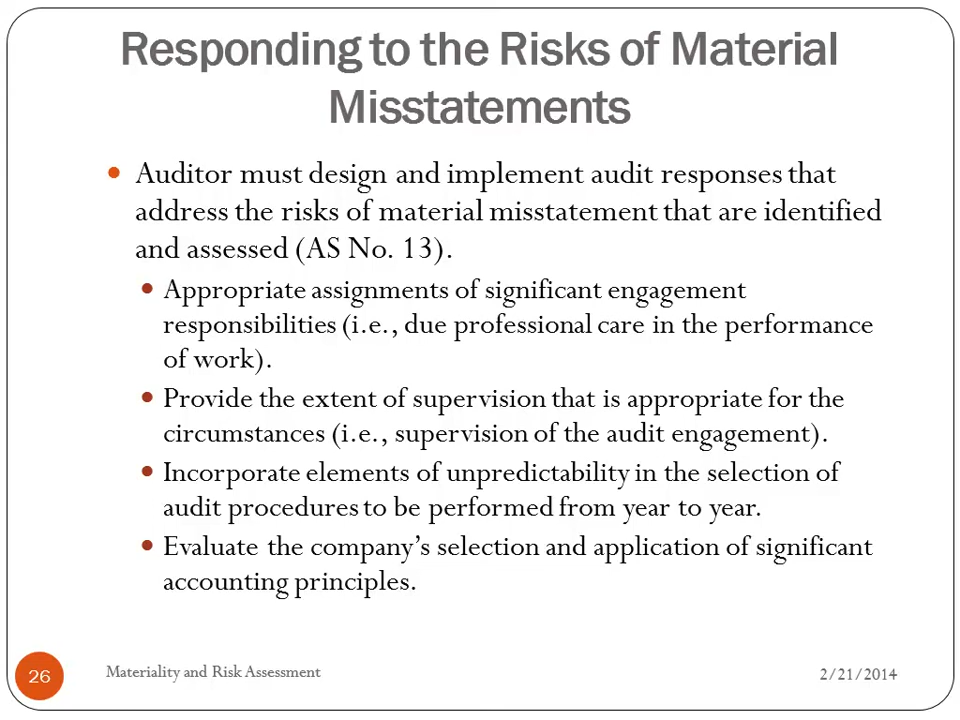 Responding to the Risks of Material
Misstatements
• Auditor must design and implement audit responses that
address the risks of material misstatement that are identified
and assessed (AS No. 13).
• Appropriate assignments of significant engagement
responsibilities (i.e., due professional care in the performance
of work).
• Provide the extent of supervision that is appropriate for the
circumstances (i.e., supervision of the audit engagement).
• Incorporate elements of unpredictability in the selection of
audit procedures to be performed from year to year.
• Evaluate the company's selection and application of significant
accounting principles.
26
Materiality and Risk Assessment
2/21/2014